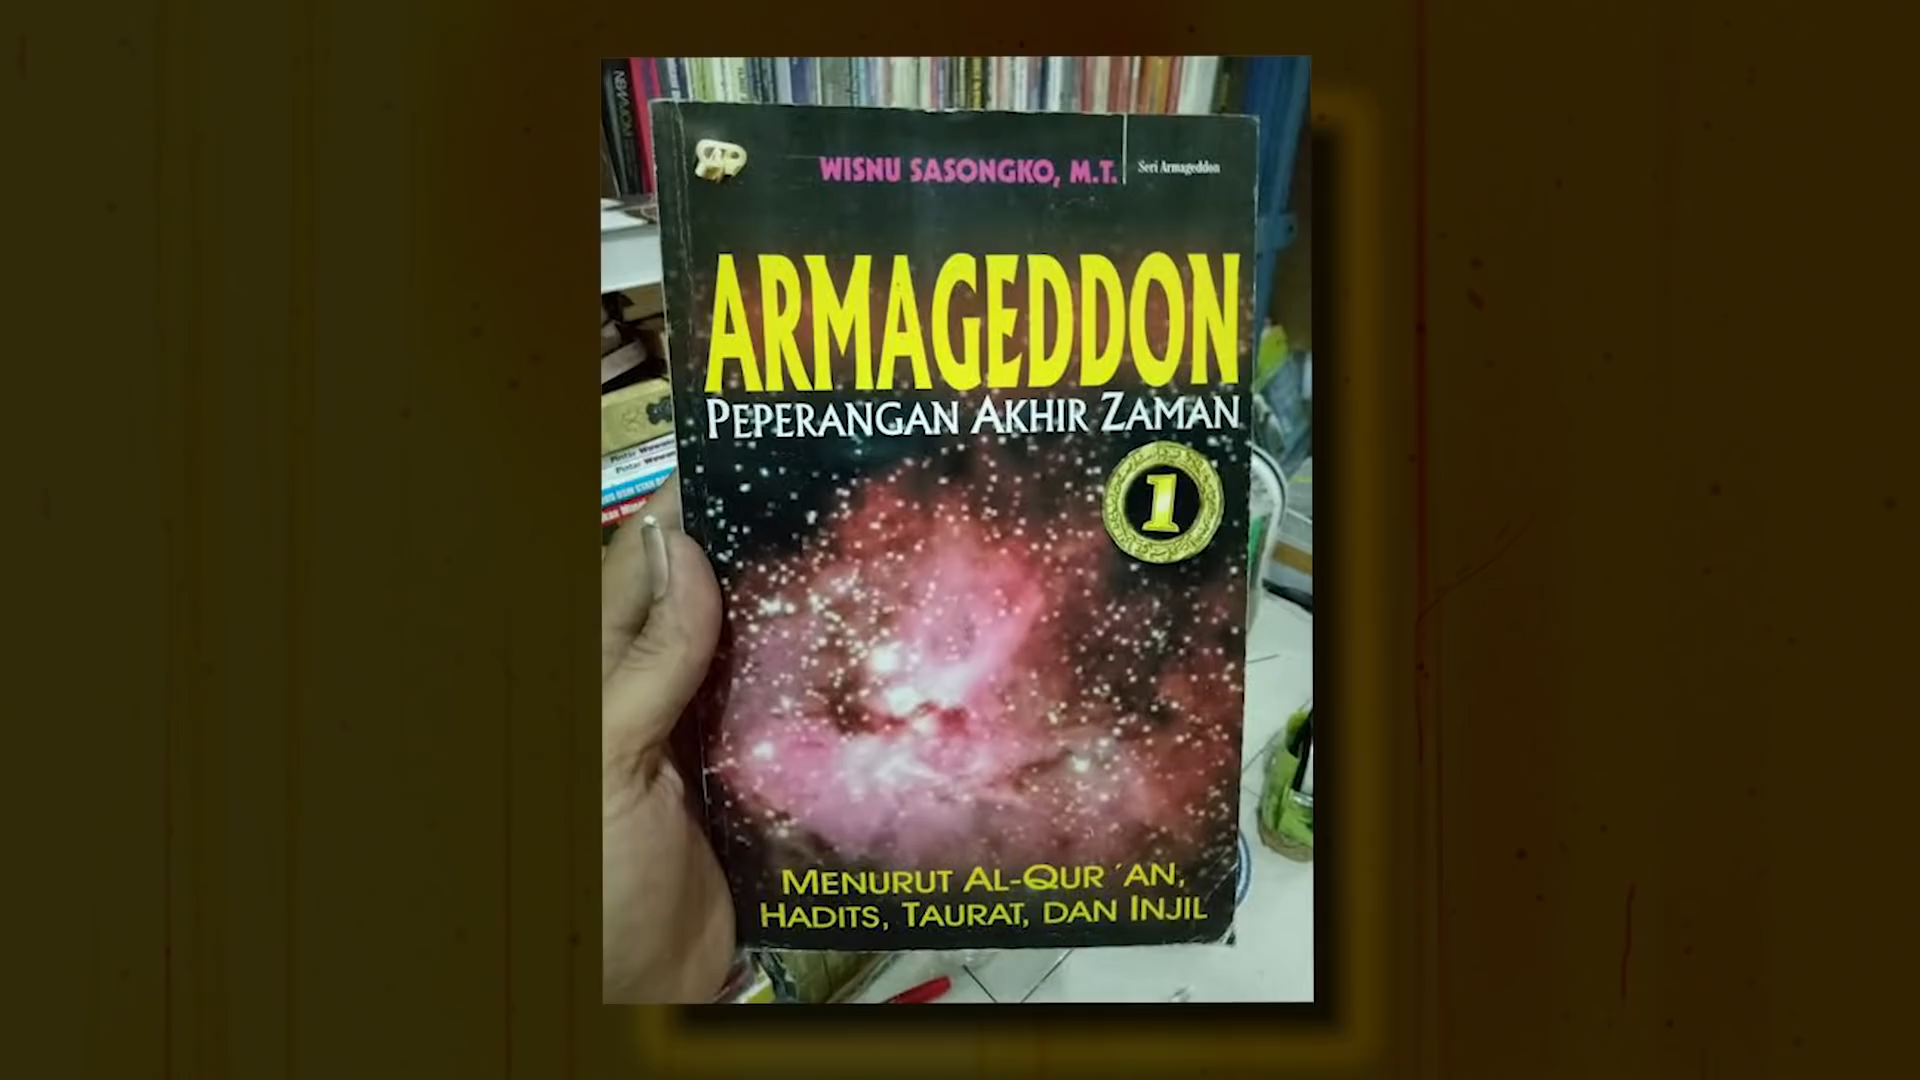 WISNU SASONGKO, M.T.
Seri Armageddon
ARMAGEDDON
PEPERANGAN AKHIR ZAMAN
1
MENURUT AL-QUR´AN,
HADITS, TAURAT, DAN INJIL